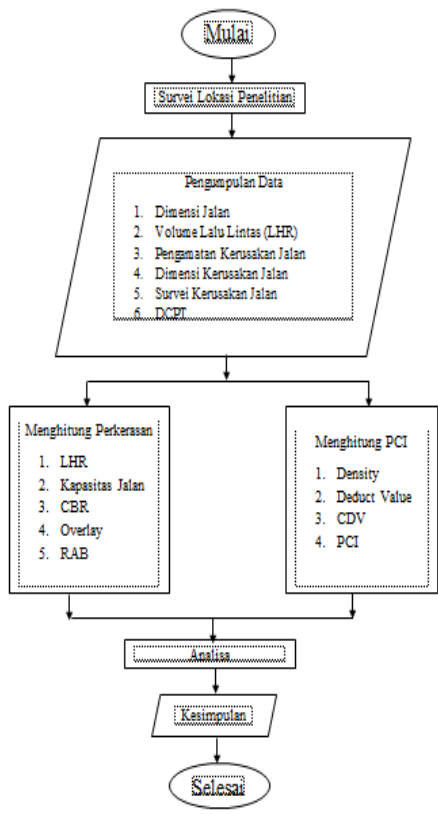 Mulai
Survei Lokasi Penelitian
Pengumpulan Data
1. Dimensi Jalan
2. Volume Lalu Lintas (LHR)
3. Pengamatan Kerusakan Jalan
4. Dimensi Kerusakan Jalan
5. Survei Kerusakan Jalan
6. DCPT
Menghitung Perkerasan
1. LHR
2. Kapasitas Jalan
3. CBR
4. Overlay
5. RAB
Menghitung PCI
1. Density
2. Deduct Value
3. CDV
4. PCI
Analisa
Kesimpulan
Selesai